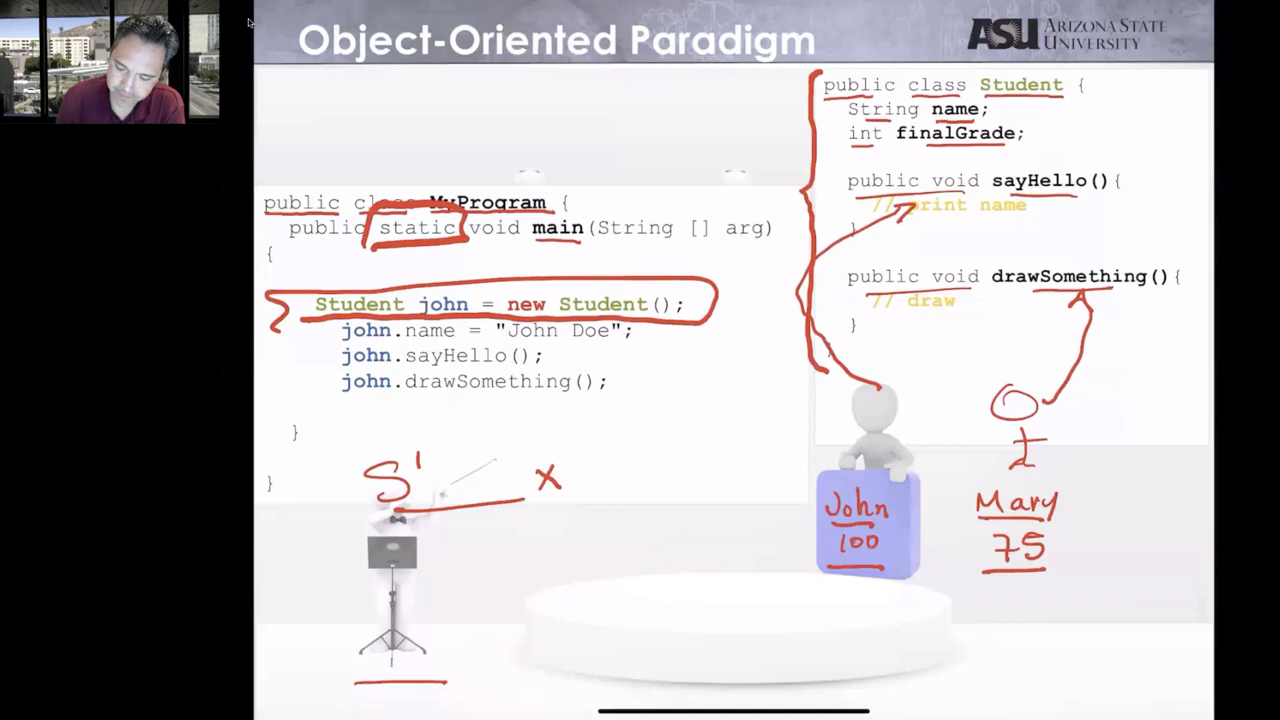 Object-Oriented Paradigm
ASU ARIZONA STATE UNIVERSITY
public class MyProgram {
public static void main(String [] arg)
{
Student john = new Student();
john.name = "John Doe";
john.sayHello();
john.drawSomething();
}
}
public class Student {
String name;
int finalGrade;
public void sayHello(){
// print name
}
public void drawSomething(){
// draw
}
}
S'
x
John
100
Mary
75